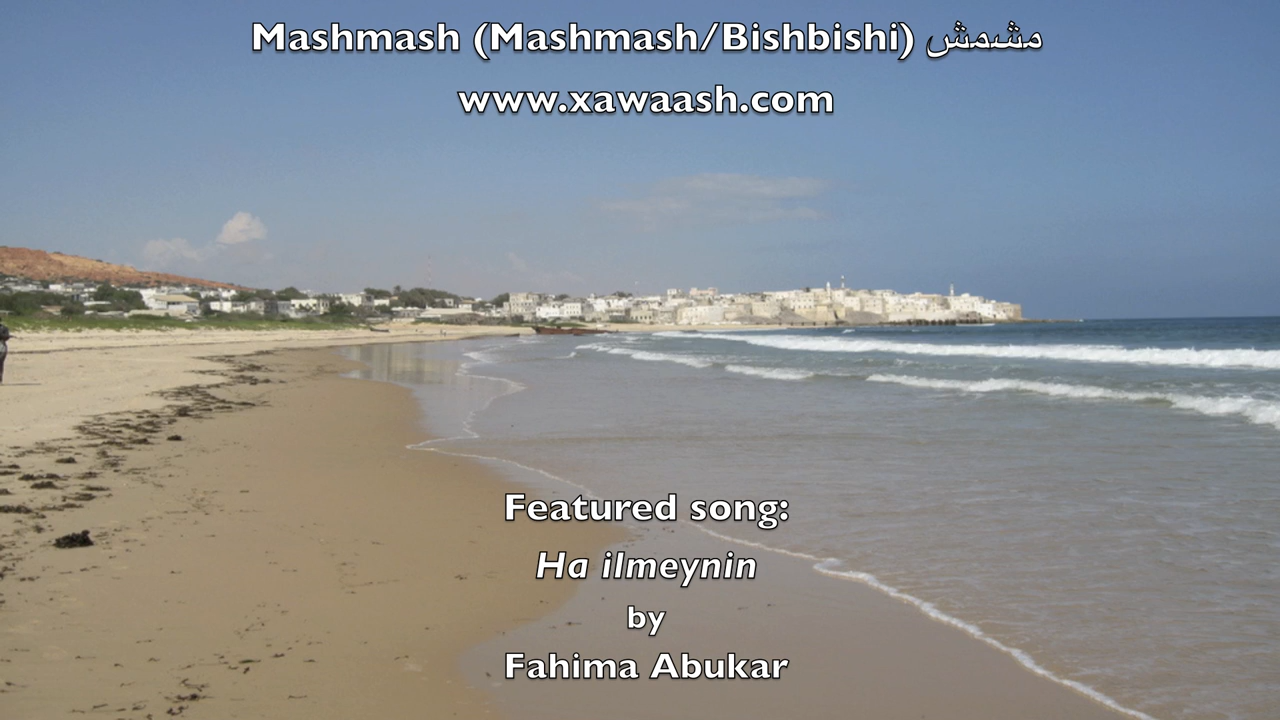 Mashmash (Mashmash/Bishbishi) مشمش
www.xawaash.com
Featured song:
Ha ilmeynin
by
Fahima Abukar